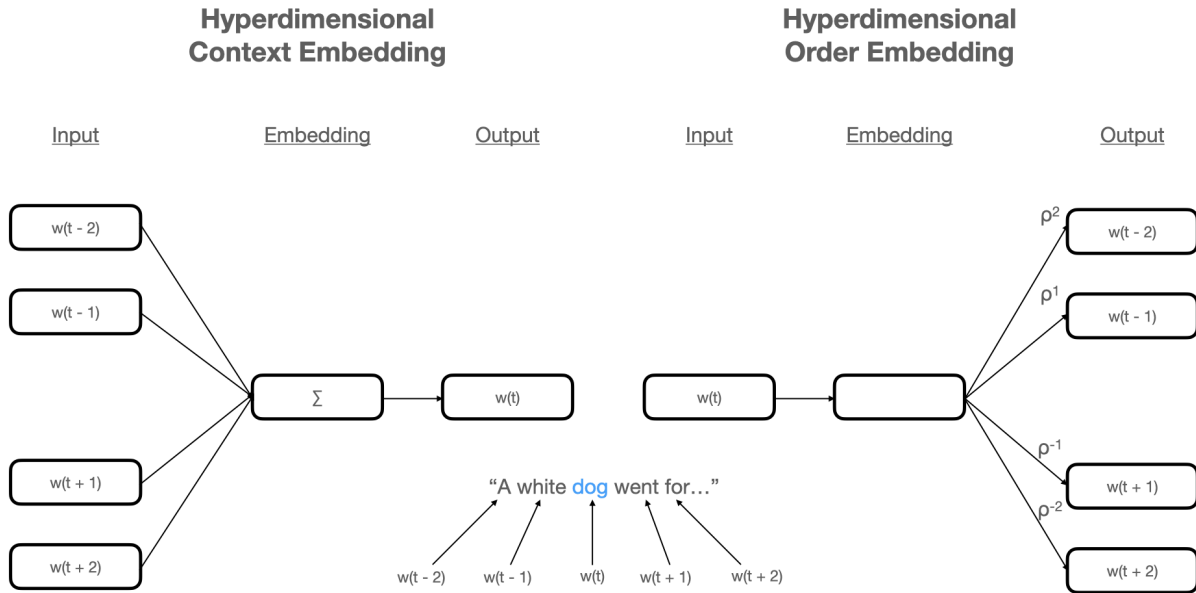 Hyperdimensional
Context Embedding
Input
Embedding
Output
w(t - 2)
w(t - 1)
∑
w(t)
w(t + 1)
w(t + 2)
Hyperdimensional
Order Embedding
Input
Embedding
Output
w(t)
ρ²
w(t - 2)
ρ¹
w(t - 1)
ρ⁻¹
w(t + 1)
ρ⁻²
w(t + 2)
“A white dog went for…”
w(t - 2)
w(t - 1)
w(t)
w(t + 1)
w(t + 2)